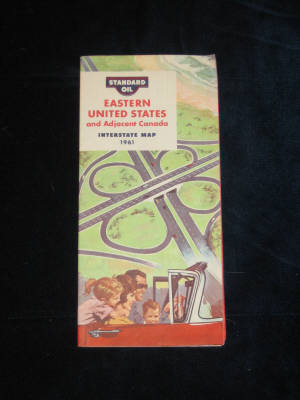 STANDARD
OIL
EASTERN
UNITED STATES
and Adjacent Canada
INTERSTATE MAP
1961